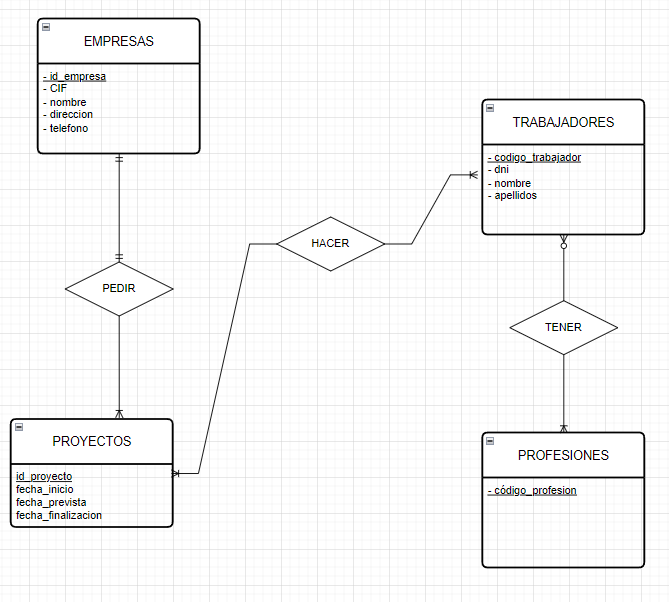 EMPRESAS
- id_empresa
- CIF
- nombre
- direccion
- telefono
TRABAJADORES
- codigo_trabajador
- dni
- nombre
- apellidos
HACER
PEDIR
TENER
PROYECTOS
id_proyecto
fecha_inicio
fecha_prevista
fecha_finalizacion
PROFESIONES
- código_profesion